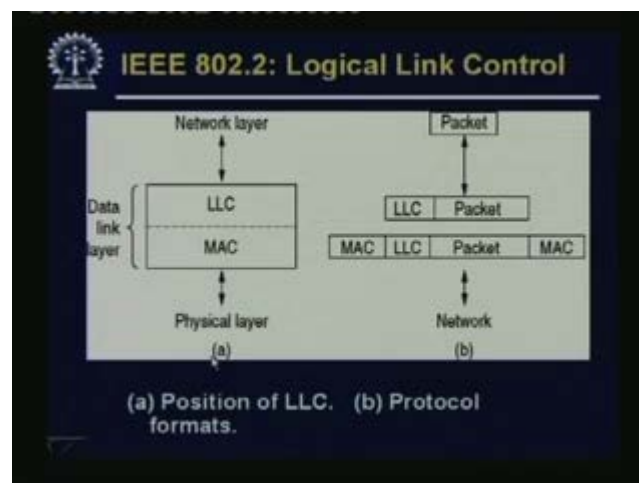 IEEE 802.2: Logical Link Control
Network layer
Packet
Data
link
layer
LLC
MAC
LLC Packet
MAC LLC Packet MAC
Physical layer
Network
(a)
(b)
(a) Position of LLC. (b) Protocol
formats.